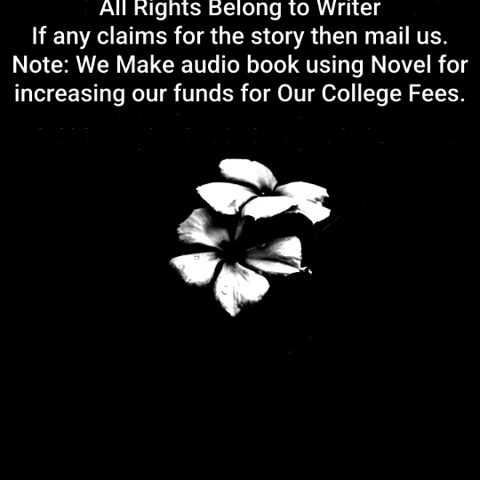 All Rights Belong to Writer
If any claims for the story then mail us.
Note: We Make audio book using Novel for
increasing our funds for Our College Fees.